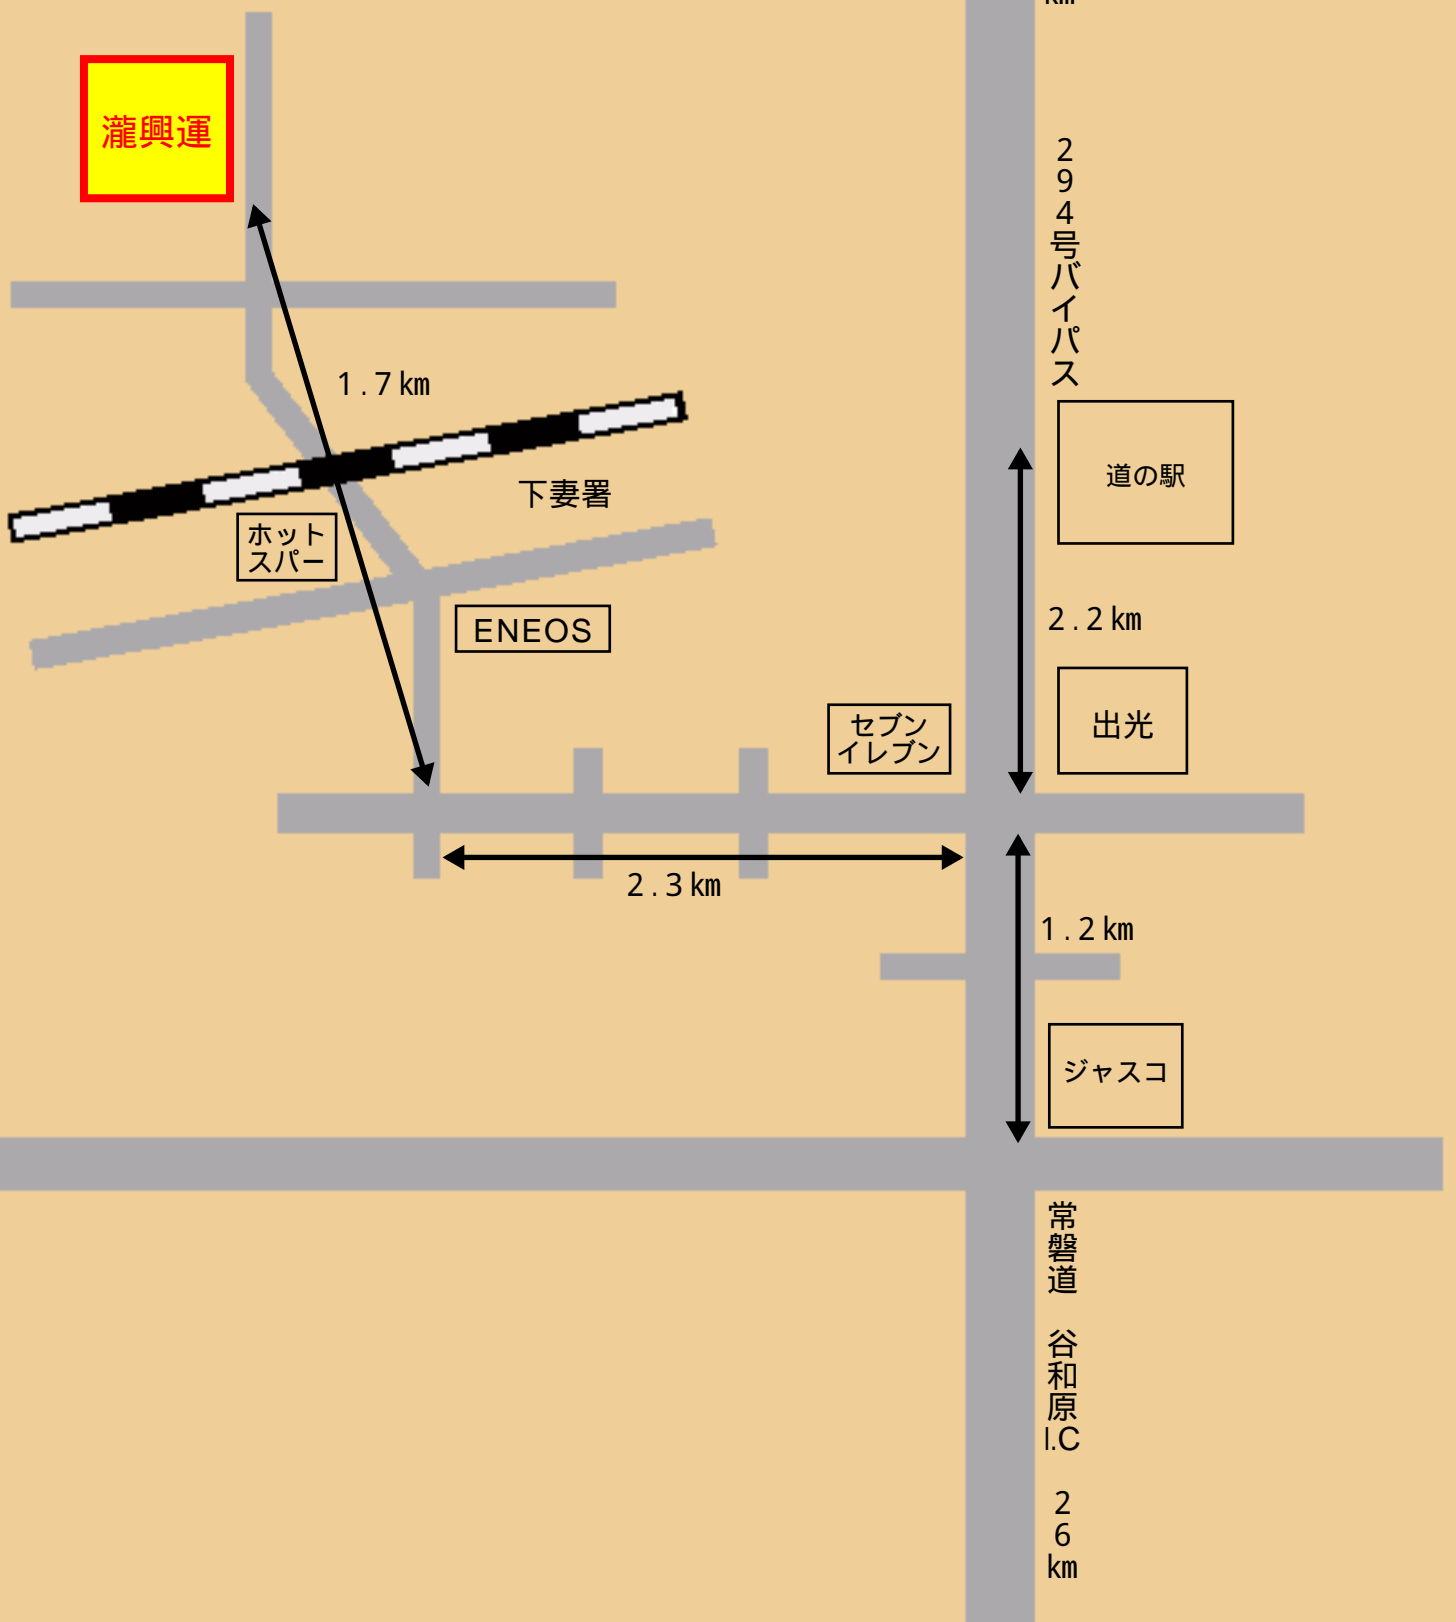 km
瀧興運
294号バイパス
1.7km
道の駅
下妻署
ホット
スパー
ENEOS
2.2km
セブン
イレブン
出光
2.3km
1.2km
ジャスコ
常磐道　谷和原I.C　26km